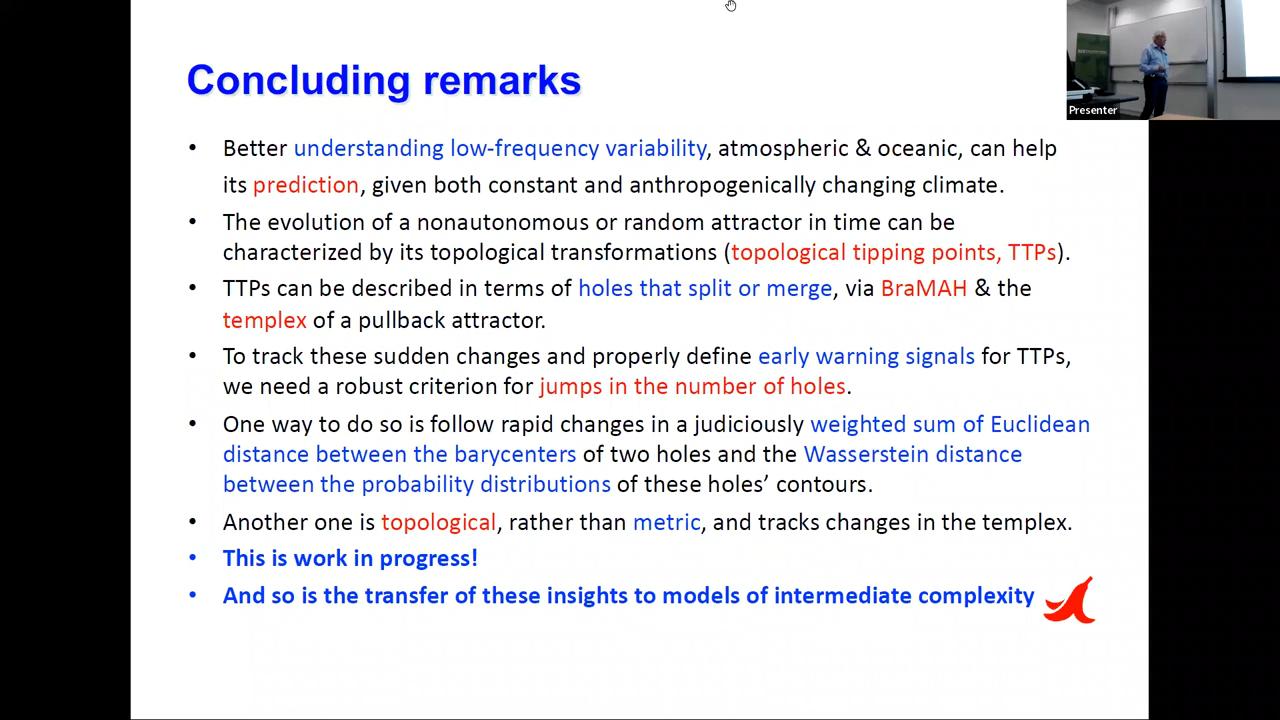 Concluding remarks
Presenter
• Better understanding low-frequency variability, atmospheric & oceanic, can help
its prediction, given both constant and anthropogenically changing climate.
• The evolution of a nonautonomous or random attractor in time can be
characterized by its topological transformations (topological tipping points, TTPs).
• TTPs can be described in terms of holes that split or merge, via BraMAH & the
templex of a pullback attractor.
• To track these sudden changes and properly define early warning signals for TTPs,
we need a robust criterion for jumps in the number of holes.
• One way to do so is follow rapid changes in a judiciously weighted sum of Euclidean
distance between the barycenters of two holes and the Wasserstein distance
between the probability distributions of these holes’ contours.
• Another one is topological, rather than metric, and tracks changes in the templex.
• This is work in progress!
• And so is the transfer of these insights to models of intermediate complexity